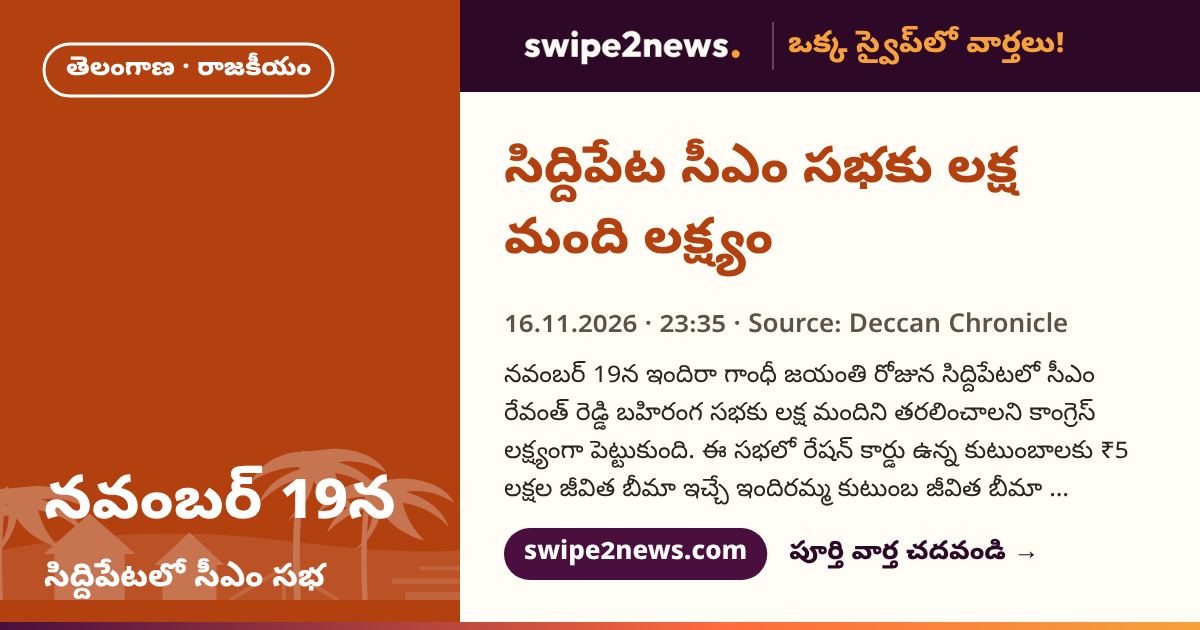 తెలంగాణ · రాజకీయం
నవంబర్ 19న
సిద్దిపేటలో సీఎం సభ
swipe2news. | ఒక్క స్వైప్‌లో వార్తలు!
సిద్దిపేట సీఎం సభకు లక్ష
మంది లక్ష్యం
16.11.2026 · 23:35 · Source: Deccan Chronicle
నవంబర్ 19న ఇందిరా గాంధీ జయంతి రోజున సిద్దిపేటలో సీఎం
రేవంత్ రెడ్డి బహిరంగ సభకు లక్ష మందిని తరలించాలని కాంగ్రెస్
లక్ష్యంగా పెట్టుకుంది. ఈ సభలో రేషన్ కార్డు ఉన్న కుటుంబాలకు ₹5
లక్షల జీవిత బీమా ఇచ్చే ఇందిరమ్మ కుటుంబ జీవిత బీమా ...
swipe2news.com పూర్తి వార్త చదవండి →